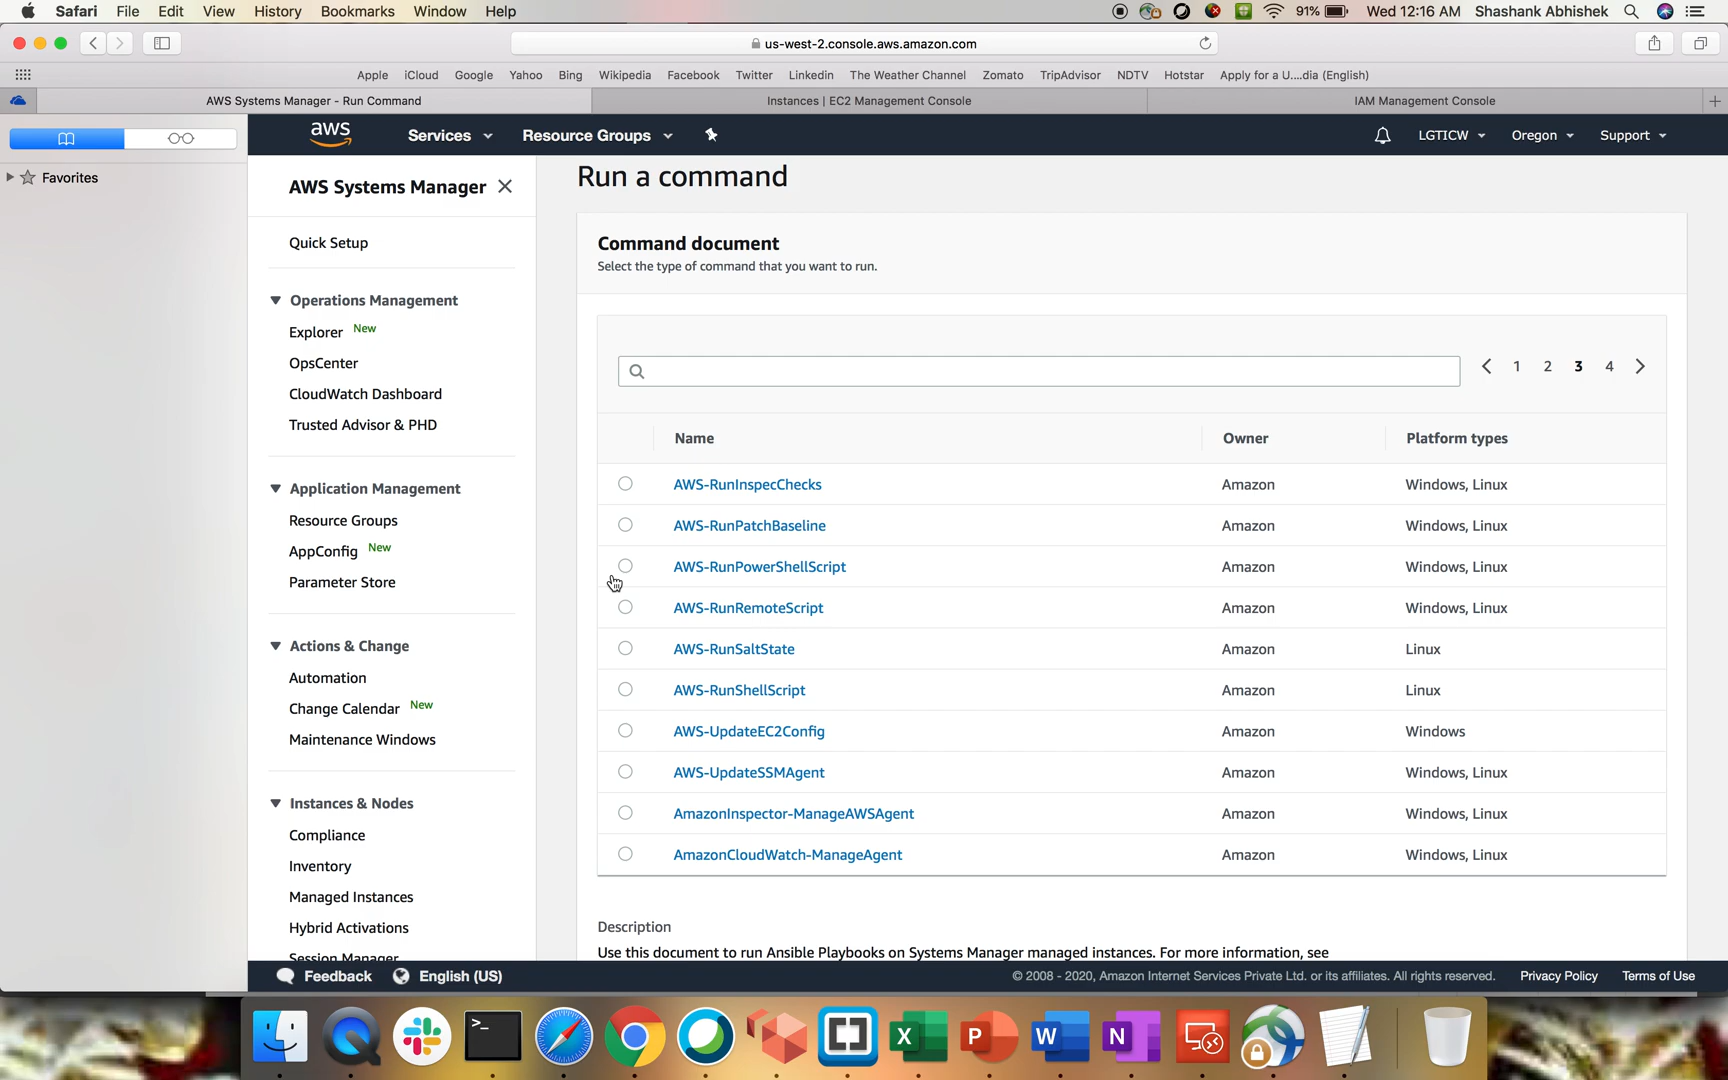 Safari File Edit View History Bookmarks Window Help 91% Wed 12:16 AM Shashank Abhishek
us-west-2.console.aws.amazon.com
Apple iCloud Google Yahoo Bing Wikipedia Facebook Twitter Linkedin The Weather Channel Zomato TripAdvisor NDTV Hotstar Apply for a U....dia (English)
AWS Systems Manager - Run Command Instances | EC2 Management Console IAM Management Console
Favorites
aws Services Resource Groups LGTICW Oregon Support
AWS Systems Manager
Quick Setup
Operations Management
Explorer New
OpsCenter
CloudWatch Dashboard
Trusted Advisor & PHD
Application Management
Resource Groups
AppConfig New
Parameter Store
Actions & Change
Automation
Change Calendar New
Maintenance Windows
Instances & Nodes
Compliance
Inventory
Managed Instances
Hybrid Activations
Session Manager
Run a command
Command document
Select the type of command that you want to run.
1 2 3 4
Name Owner Platform types
AWS-RunInspecChecks Amazon Windows, Linux
AWS-RunPatchBaseline Amazon Windows, Linux
AWS-RunPowerShellScript Amazon Windows, Linux
AWS-RunRemoteScript Amazon Windows, Linux
AWS-RunSaltState Amazon Linux
AWS-RunShellScript Amazon Linux
AWS-UpdateEC2Config Amazon Windows
AWS-UpdateSSMAgent Amazon Windows, Linux
AmazonInspector-ManageAWSAgent Amazon Windows, Linux
AmazonCloudWatch-ManageAgent Amazon Windows, Linux
Description
Use this document to run Ansible Playbooks on Systems Manager managed instances. For more information, see
Feedback English (US) © 2008 - 2020, Amazon Internet Services Private Ltd. or its affiliates. All rights reserved. Privacy Policy Terms of Use
>_ X P W N